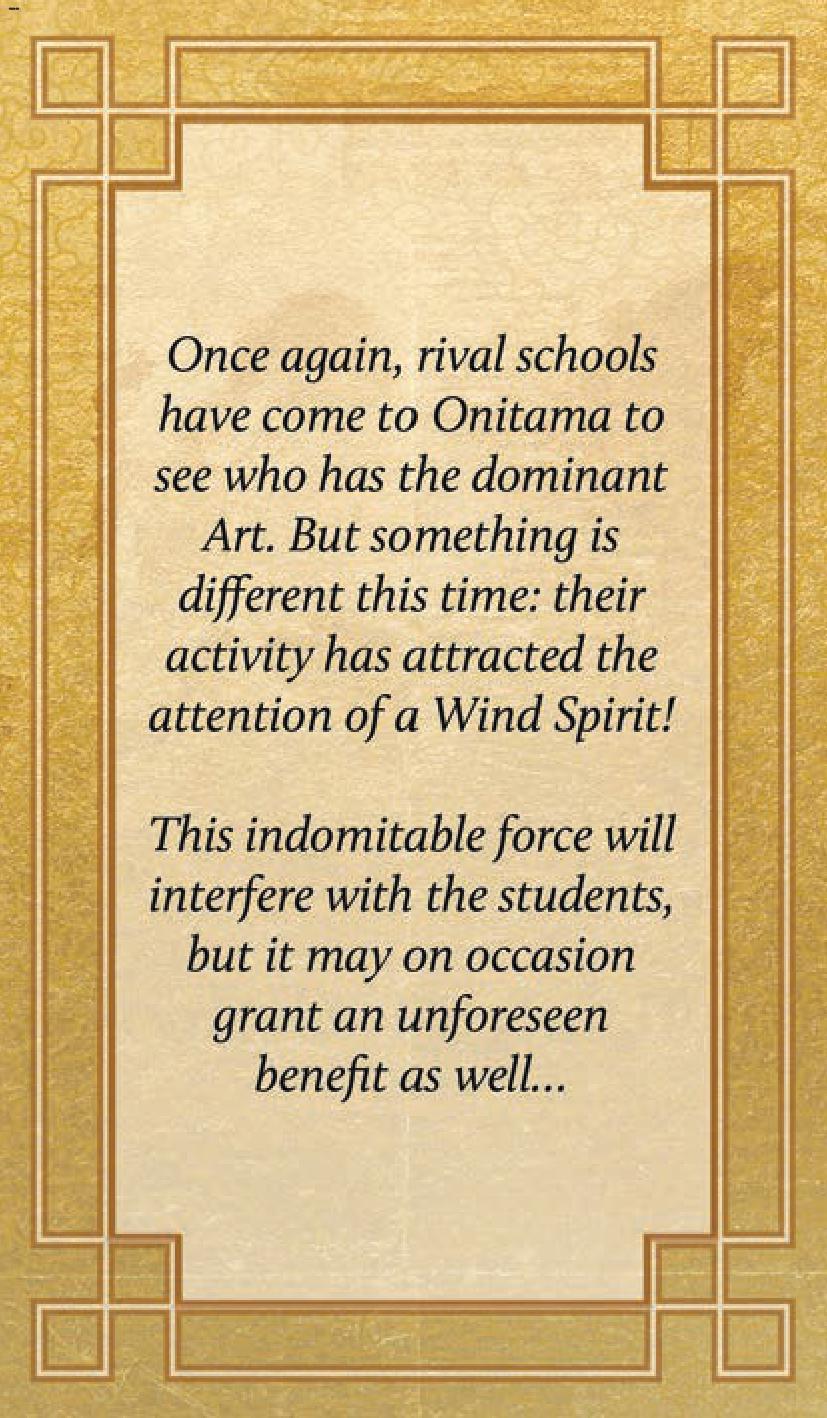 Once again, rival schools
have come to Onitama to
see who has the dominant
Art. But something is
different this time: their
activity has attracted the
attention of a Wind Spirit!
This indomitable force will
interfere with the students,
but it may on occasion
grant an unforeseen
benefit as well...